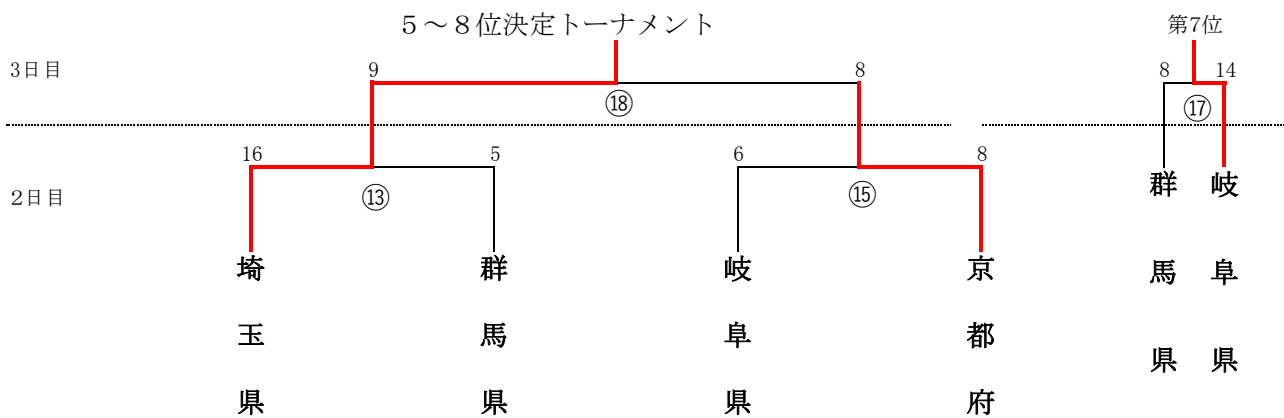 5～8位決定トーナメント
第7位
3日目
9
8
8
14
⑱
⑰
16
5
6
8
2日目
⑬
⑮
群馬県
岐阜県
埼玉県
群馬県
岐阜県
京都府